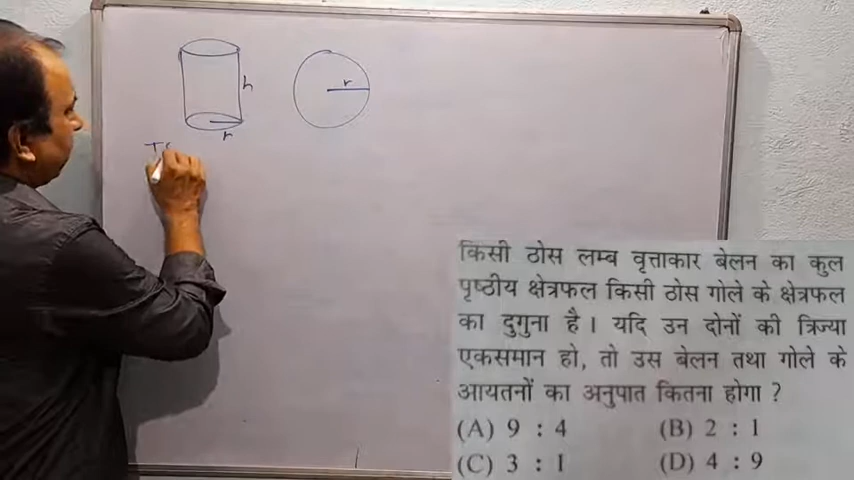 h
r
r
T
किसी ठोस लम्ब वृत्ताकार बेलन का कुल
पृष्ठीय क्षेत्रफल किसी ठोस गोले के क्षेत्रफल
का दुगुना है। यदि उन दोनों की त्रिज्या
एकसमान हो, तो उस बेलन तथा गोले के
आयतनों का अनुपात कितना होगा ?
(A) 9 : 4 (B) 2 : 1
(C) 3 : 1 (D) 4 : 9